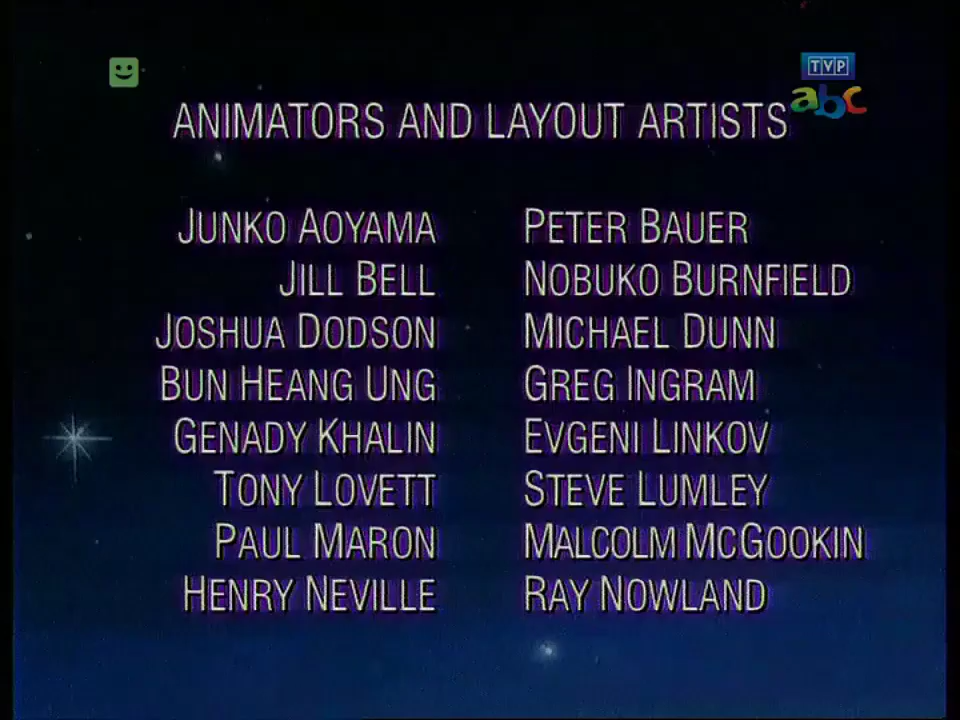 TVP
abc
ANIMATORS AND LAYOUT ARTISTS
JUNKO AOYAMA PETER BAUER
JILL BELL NOBUKO BURNFIELD
JOSHUA DODSON MICHAEL DUNN
BUN HEANG UNG GREG INGRAM
GENADY KHALIN EVGENI LINKOV
TONY LOVETT STEVE LUMLEY
PAUL MARON MALCOLM MCGOOKIN
HENRY NEVILLE RAY NOWLAND